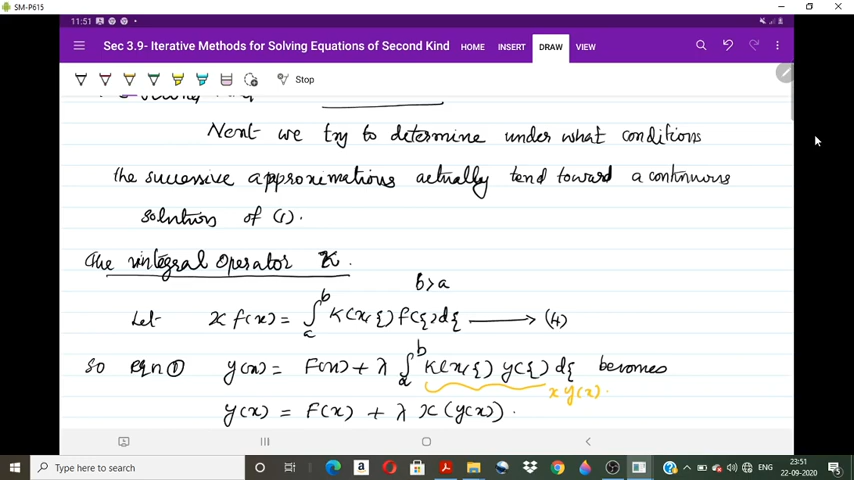 SM-P615
11:51
Sec 3.9- Iterative Methods for Solving Equations of Second Kind
HOME INSERT DRAW VIEW
Stop
Next we try to determine under what conditions
the successive approximations actually tend toward a continuous
solution of (1).
The integral operator K.
b>a
Let K f(x) = ∫_a^b K(x,ξ) f(ξ) dξ ⟶ (4)
So eqn ① y(x) = F(x) + λ ∫_a^b K(x,ξ) y(ξ) dξ becomes
K y(x).
y(x) = F(x) + λ K (y(x)).
Type here to search
ENG
23:51
22-09-2020
5